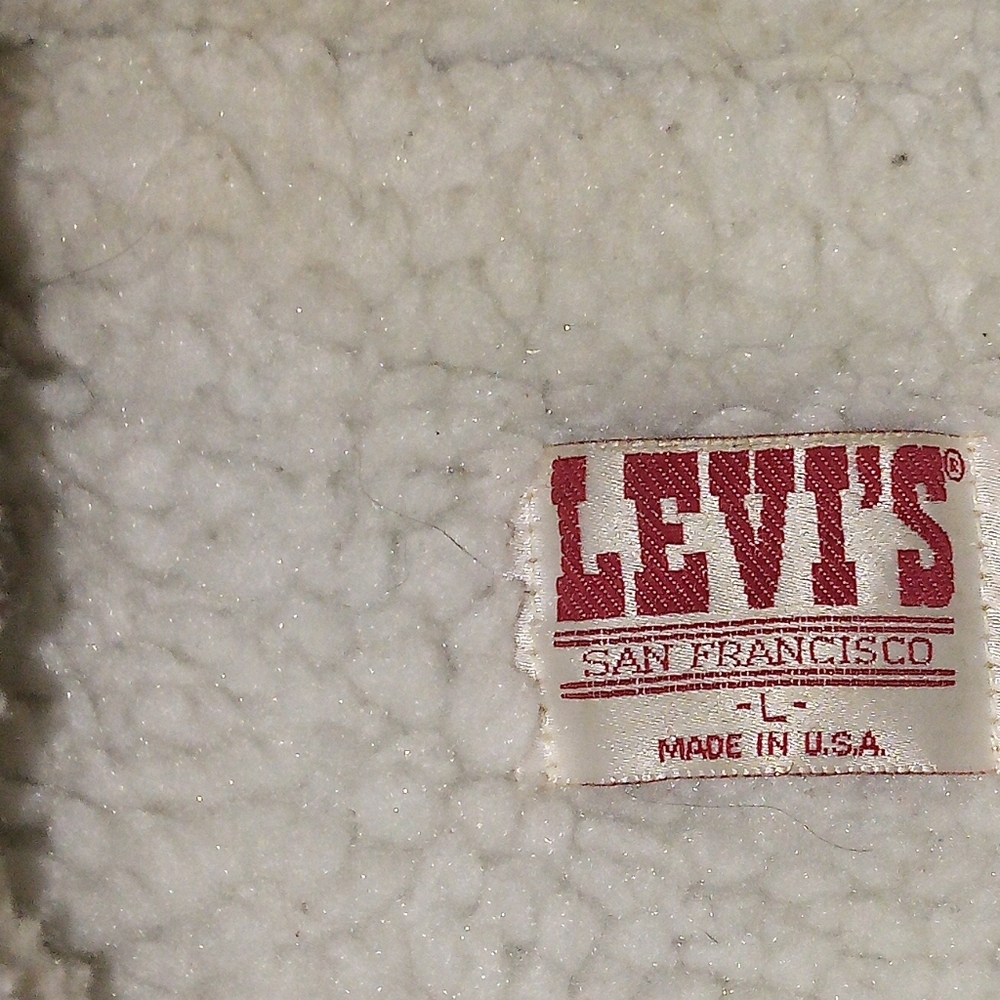 LEVI'S®
SAN FRANCISCO
-L-
MADE IN U.S.A.